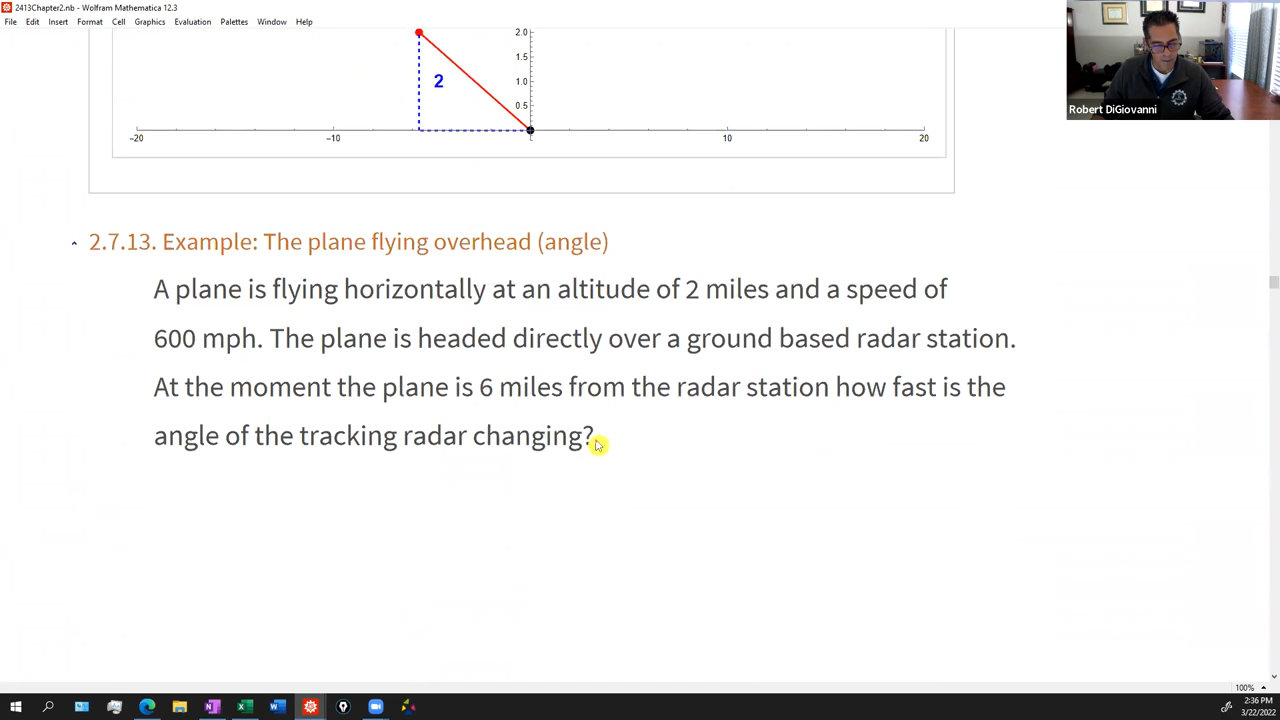 2413Chapter2.nb - Wolfram Mathematica 12.3
File Edit Insert Format Cell Graphics Evaluation Palettes Window Help
2.0
1.5
2
1.0
0.5
-20 -10 10 20
Robert DiGiovanni
2.7.13. Example: The plane flying overhead (angle)
A plane is flying horizontally at an altitude of 2 miles and a speed of
600 mph. The plane is headed directly over a ground based radar station.
At the moment the plane is 6 miles from the radar station how fast is the
angle of the tracking radar changing?
100%
2:36 PM
3/22/2022